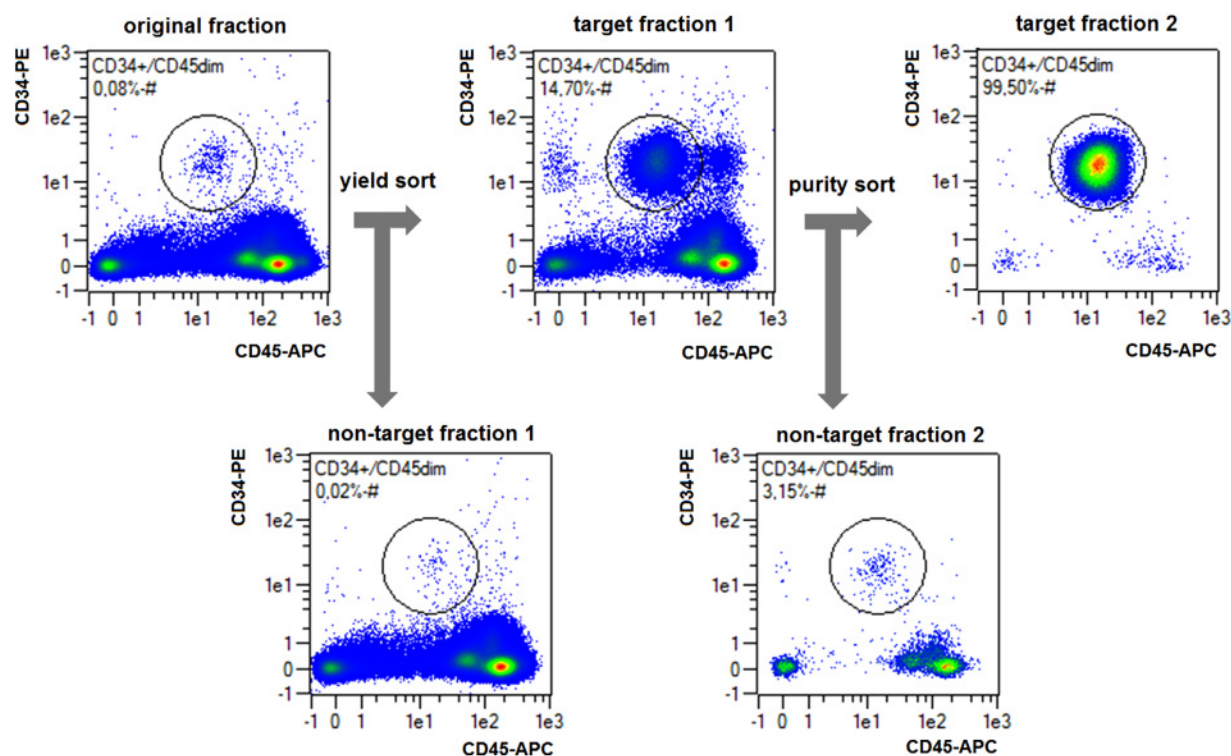 original fraction
CD34-PE
1e3
1e2
1e1
1
0
-1
CD34+/CD45dim
0,08%-#
-1 0 1 1e1 1e2 1e3
CD45-APC
yield sort
target fraction 1
CD34-PE
1e3
1e2
1e1
1
0
-1
CD34+/CD45dim
14,70%-#
-1 0 1 1e1 1e2 1e3
CD45-APC
purity sort
target fraction 2
CD34-PE
1e3
1e2
1e1
1
0
-1
CD34+/CD45dim
99,50%-#
-1 0 1 1e1 1e2 1e3
CD45-APC
non-target fraction 1
CD34-PE
1e3
1e2
1e1
1
0
-1
CD34+/CD45dim
0,02%-#
-1 0 1 1e1 1e2 1e3
CD45-APC
non-target fraction 2
CD34-PE
1e3
1e2
1e1
1
0
-1
CD34+/CD45dim
3,15%-#
-1 0 1 1e1 1e2 1e3
CD45-APC